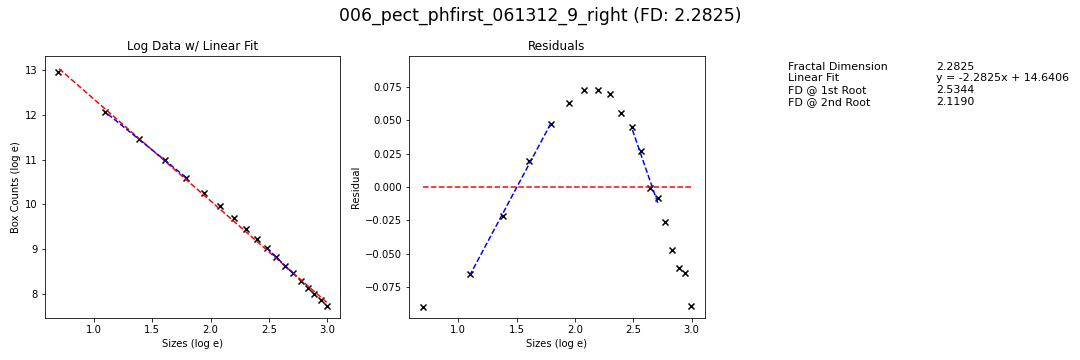 006_pect_phfirst_061312_9_right (FD: 2.2825)
Log Data w/ Linear Fit
13
12
11
10
9
8
Box Counts (log e)
1.0 1.5 2.0 2.5 3.0
Sizes (log e)
Residuals
0.075
0.050
0.025
0.000
−0.025
−0.050
−0.075
Residual
1.0 1.5 2.0 2.5 3.0
Sizes (log e)
Fractal Dimension 2.2825
Linear Fit y = -2.2825x + 14.6406
FD @ 1st Root 2.5344
FD @ 2nd Root 2.1190